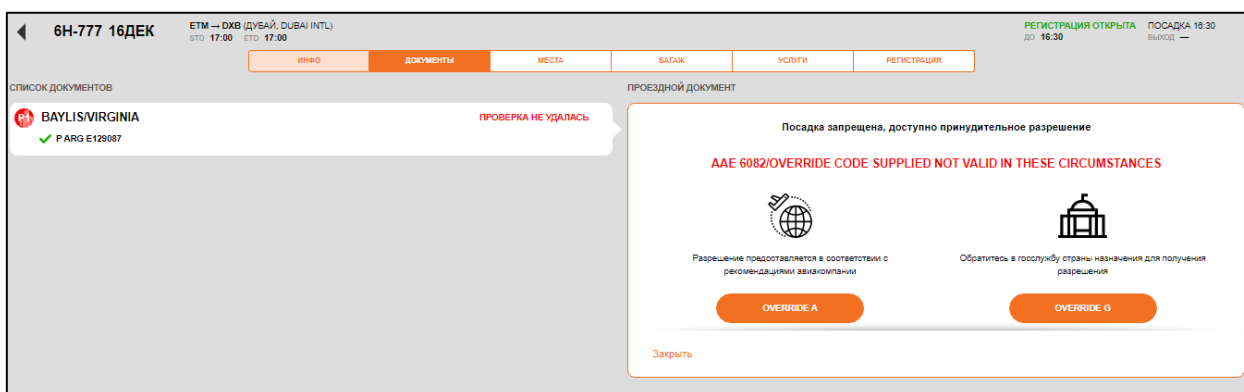 6H-777 16ДЕК
ETM → DXB (ДУБАЙ, DUBAI INTL)
STD 17:00 ETD 17:00
РЕГИСТРАЦИЯ ОТКРЫТА
ДО 16:30
ПОСАДКА 16:30
ВЫХОД —
ИНФО
ДОКУМЕНТЫ
МЕСТА
БАГАЖ
УСЛУГИ
РЕГИСТРАЦИЯ
СПИСОК ДОКУМЕНТОВ
P1 BAYLIS/VIRGINIA ПРОВЕРКА НЕ УДАЛАСЬ
P ARG E129087
ПРОЕЗДНОЙ ДОКУМЕНТ
Посадка запрещена, доступно принудительное разрешение
AAE 6082/OVERRIDE CODE SUPPLIED NOT VALID IN THESE CIRCUMSTANCES
Разрешение предоставляется в соответствии с
рекомендациями авиакомпании
OVERRIDE A
Обратитесь в госслужбу страны назначения для получения
разрешения
OVERRIDE G
Закрыть